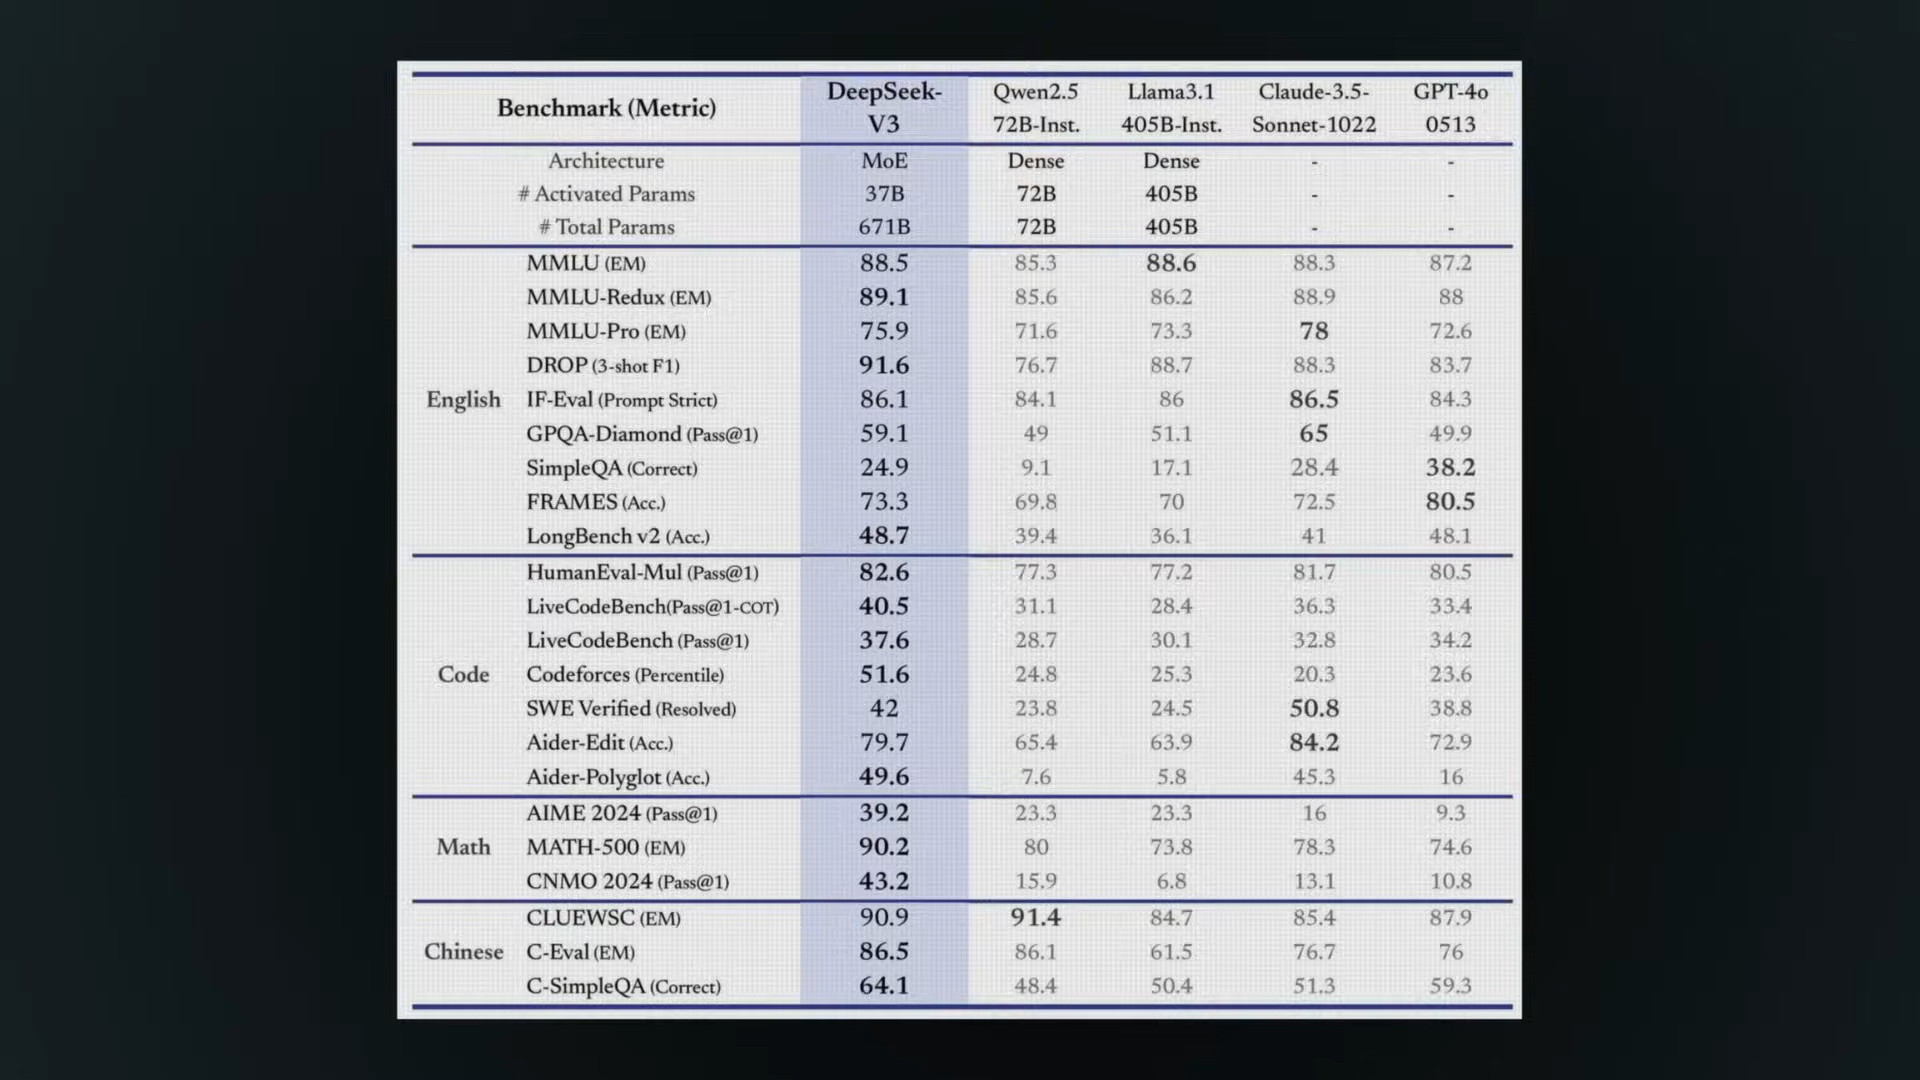 Benchmark (Metric) DeepSeek-V3 Qwen2.5 72B-Inst. Llama3.1 405B-Inst. Claude-3.5-Sonnet-1022 GPT-4o 0513
Architecture MoE Dense Dense - -
# Activated Params 37B 72B 405B - -
# Total Params 671B 72B 405B - -
English
MMLU (EM) 88.5 85.3 88.6 88.3 87.2
MMLU-Redux (EM) 89.1 85.6 86.2 88.9 88
MMLU-Pro (EM) 75.9 71.6 73.3 78 72.6
DROP (3-shot F1) 91.6 76.7 88.7 88.3 83.7
IF-Eval (Prompt Strict) 86.1 84.1 86 86.5 84.3
GPQA-Diamond (Pass@1) 59.1 49 51.1 65 49.9
SimpleQA (Correct) 24.9 9.1 17.1 28.4 38.2
FRAMES (Acc.) 73.3 69.8 70 72.5 80.5
LongBench v2 (Acc.) 48.7 39.4 36.1 41 48.1
Code
HumanEval-Mul (Pass@1) 82.6 77.3 77.2 81.7 80.5
LiveCodeBench(Pass@1-COT) 40.5 31.1 28.4 36.3 33.4
LiveCodeBench (Pass@1) 37.6 28.7 30.1 32.8 34.2
Codeforces (Percentile) 51.6 24.8 25.3 20.3 23.6
SWE Verified (Resolved) 42 23.8 24.5 50.8 38.8
Aider-Edit (Acc.) 79.7 65.4 63.9 84.2 72.9
Aider-Polyglot (Acc.) 49.6 7.6 5.8 45.3 16
Math
AIME 2024 (Pass@1) 39.2 23.3 23.3 16 9.3
MATH-500 (EM) 90.2 80 73.8 78.3 74.6
CNMO 2024 (Pass@1) 43.2 15.9 6.8 13.1 10.8
Chinese
CLUEWSC (EM) 90.9 91.4 84.7 85.4 87.9
C-Eval (EM) 86.5 86.1 61.5 76.7 76
C-SimpleQA (Correct) 64.1 48.4 50.4 51.3 59.3